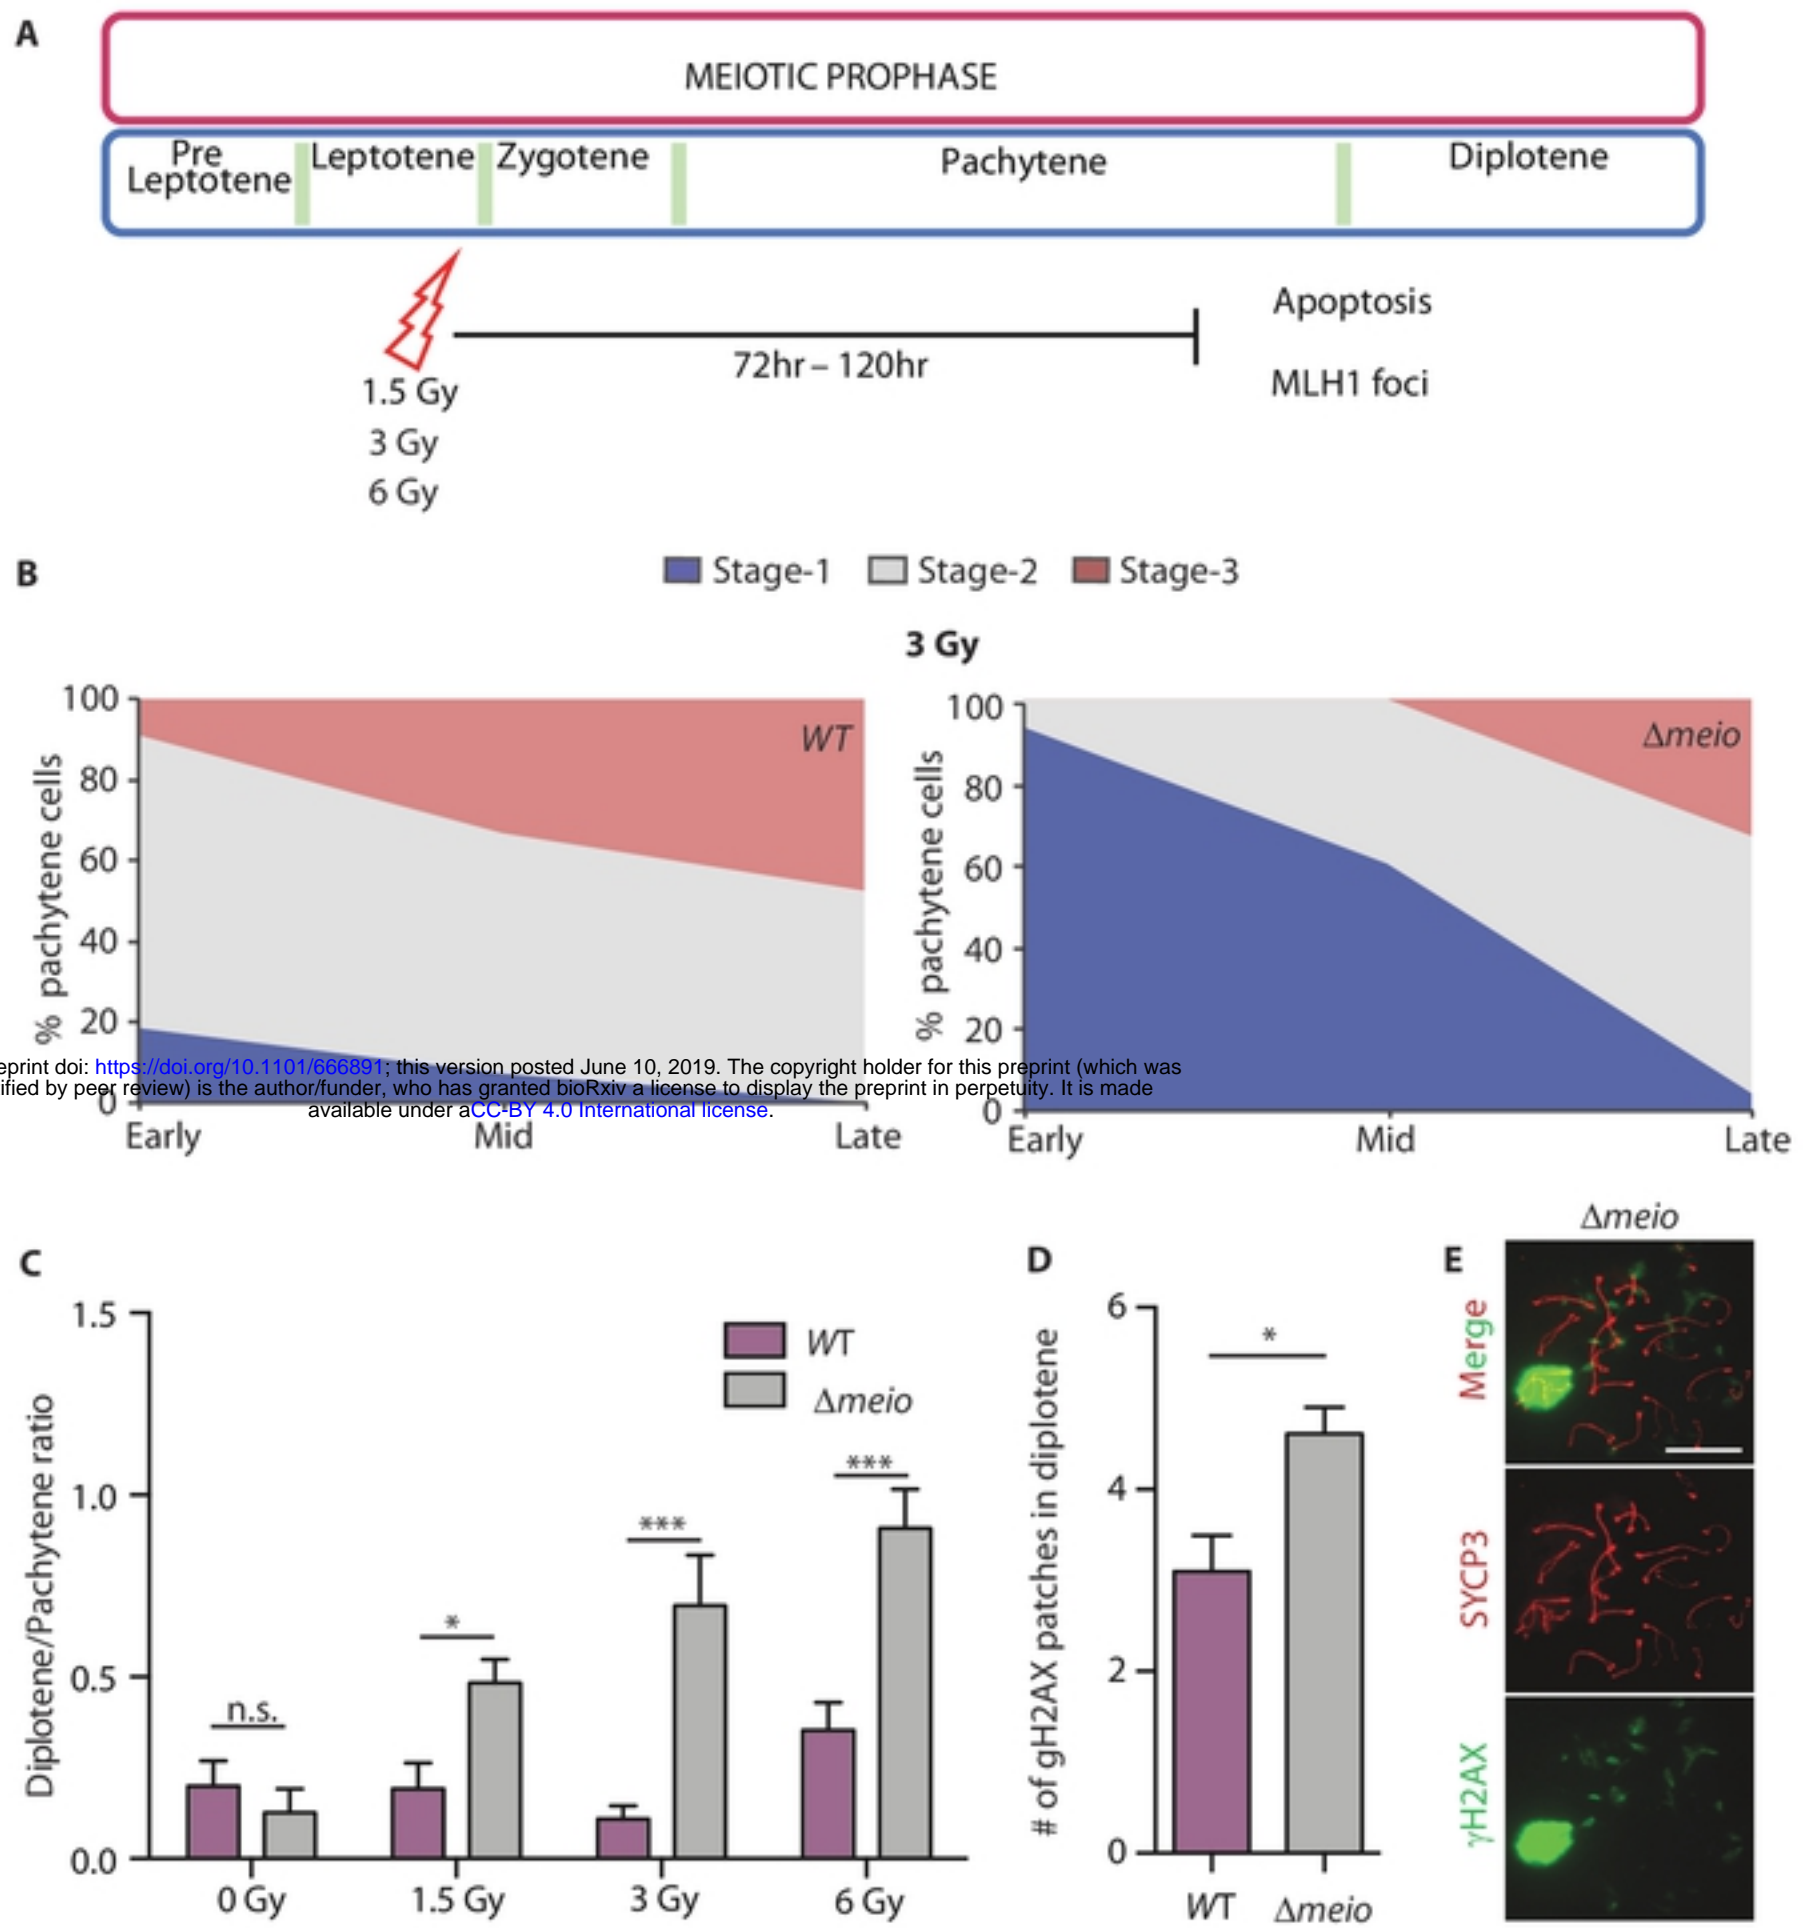 A
MEIOTIC PROPHASE
Pre
Leptotene
Leptotene
Zygotene
Pachytene
Diplotene
1.5 Gy
3 Gy
6 Gy
72hr – 120hr
Apoptosis
MLH1 foci
B
Stage-1
Stage-2
Stage-3
3 Gy
% pachytene cells
100
80
60
40
20
0
WT
Early
Mid
Late
% pachytene cells
100
80
60
40
20
0
Δmeio
Early
Mid
Late
eprint doi: https://doi.org/10.1101/666891; this version posted June 10, 2019. The copyright holder for this preprint (which was
ified by peer review) is the author/funder, who has granted bioRxiv a license to display the preprint in perpetuity. It is made
available under aCC-BY 4.0 International license.
C
Diplotene/Pachytene ratio
1.5
1.0
0.5
0.0
WT
Δmeio
n.s.
*
***
***
0 Gy
1.5 Gy
3 Gy
6 Gy
D
# of gH2AX patches in diplotene
6
4
2
0
*
WT
Δmeio
E
Δmeio
Merge
SYCP3
γH2AX